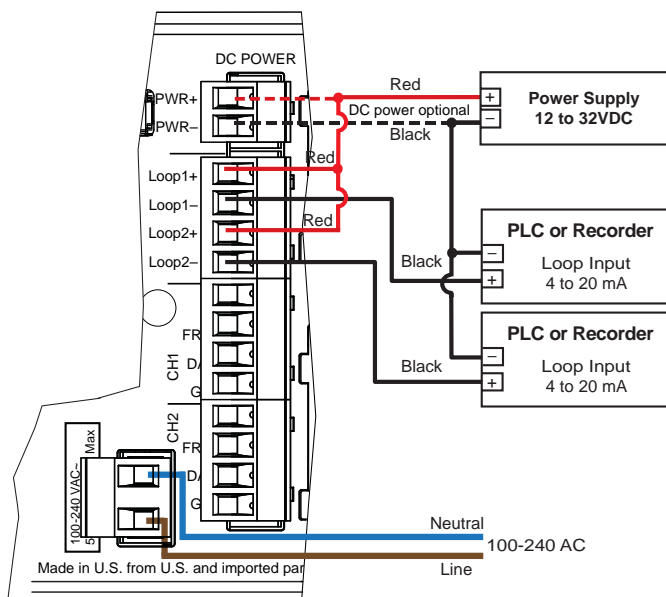 DC POWER
PWR+
PWR–
Loop1+
Loop1–
Loop2+
Loop2–
CH1
FR
D/
G
CH2
FR
D/
G
Red
DC power optional
Black
Red
Red
Black
Black
+
–
Power Supply
12 to 32VDC
PLC or Recorder
–
Loop Input
+
4 to 20 mA
PLC or Recorder
–
Loop Input
+
4 to 20 mA
100-240 VAC~
5
Max
Neutral
100-240 AC
Line
Made in U.S. from U.S. and imported par